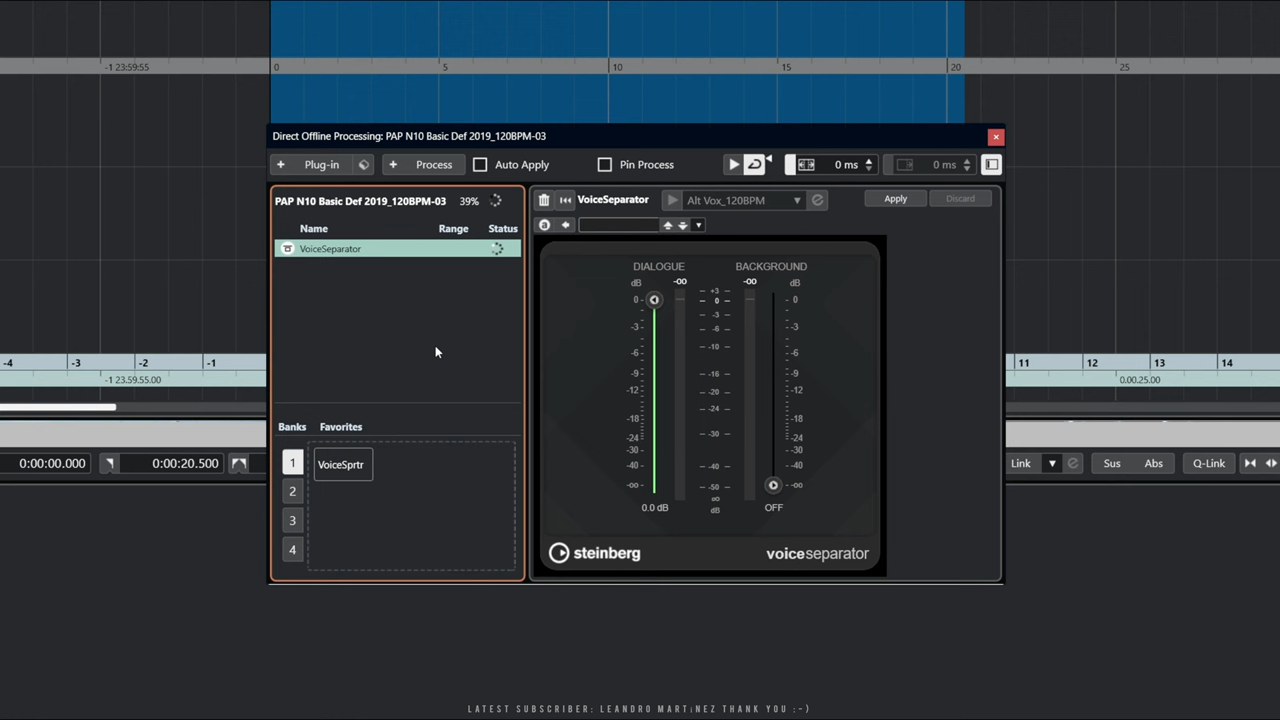 -1 23:59:55 0 5 10 15 20 25
Direct Offline Processing: PAP N10 Basic Def 2019_120BPM-03
+ Plug-in + Process Auto Apply Pin Process 0 ms 0 ms
PAP N10 Basic Def 2019_120BPM-03 39%
VoiceSeparator Alt Vox_120BPM Apply Discard
Name Range Status
VoiceSeparator
DIALOGUE BACKGROUND
dB -00 -00 dB
0 +3 0
0
-3 -3 -3
-6
-6 -10 -6
-9 -16 -9
-12 -12
-20
-18 -24 -18
-24 -30 -24
-30 -30
-40 -40 -40
-oo -50 -oo
oo
0.0 dB dB OFF
steinberg voiceseparator
-4 -3 -2 -1 11 12 13 14
-1 23:59:55.00 0.00.25.00
Banks Favorites
1 VoiceSprtr
2
3
4
0:00:00.000 0:00:20.500 Link Sus Abs Q-Link
LATEST SUBSCRIBER: LEANDRO MARTíNEZ THANK YOU :-)